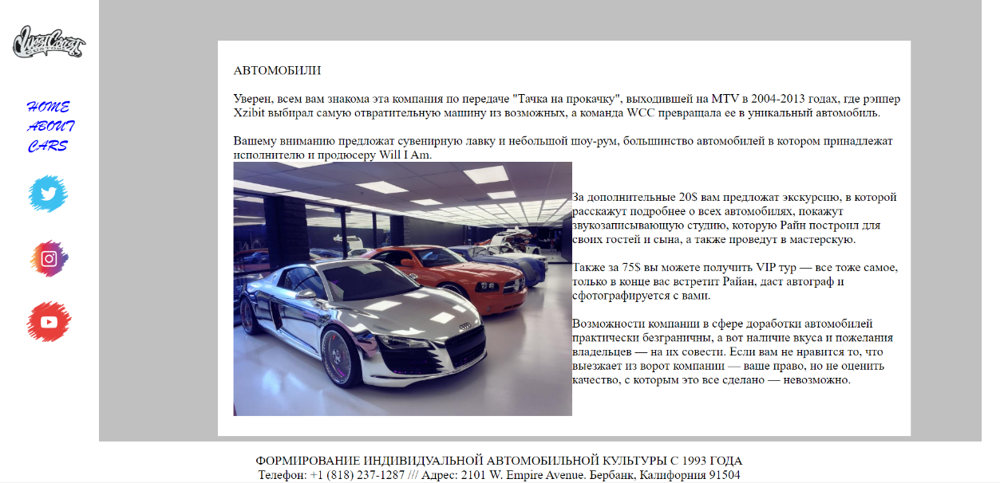 West Coast
CUSTOMS
HOME
ABOUT
CARS
АВТОМОБИЛИ
Уверен, всем вам знакома эта компания по передаче "Тачка на прокачку", выходившей на MTV в 2004-2013 годах, где рэппер
Xzibit выбирал самую отвратительную машину из возможных, а команда WCC превращала ее в уникальный автомобиль.
Вашему вниманию предложат сувенирную лавку и небольшой шоу-рум, большинство автомобилей в котором принадлежат
исполнителю и продюсеру Will I Am.
За дополнительные 20$ вам предложат экскурсию, в которой
расскажут подробнее о всех автомобилях, покажут
звукозаписывающую студию, которую Райн построил для
своих гостей и сына, а также проведут в мастерскую.
Также за 75$ вы можете получить VIP тур — все тоже самое,
только в конце вас встретит Райан, даст автограф и
сфотографируется с вами.
Возможности компании в сфере доработки автомобилей
практически безграничны, а вот наличие вкуса и пожелания
владельцев — на их совести. Если вам не нравится то, что
выезжает из ворот компании — ваше право, но не оценить
качество, с которым это все сделано — невозможно.
ФОРМИРОВАНИЕ ИНДИВИДУАЛЬНОЙ АВТОМОБИЛЬНОЙ КУЛЬТУРЫ С 1993 ГОДА
Телефон: +1 (818) 237-1287 /// Адрес: 2101 W. Empire Avenue. Бербанк, Калифорния 91504